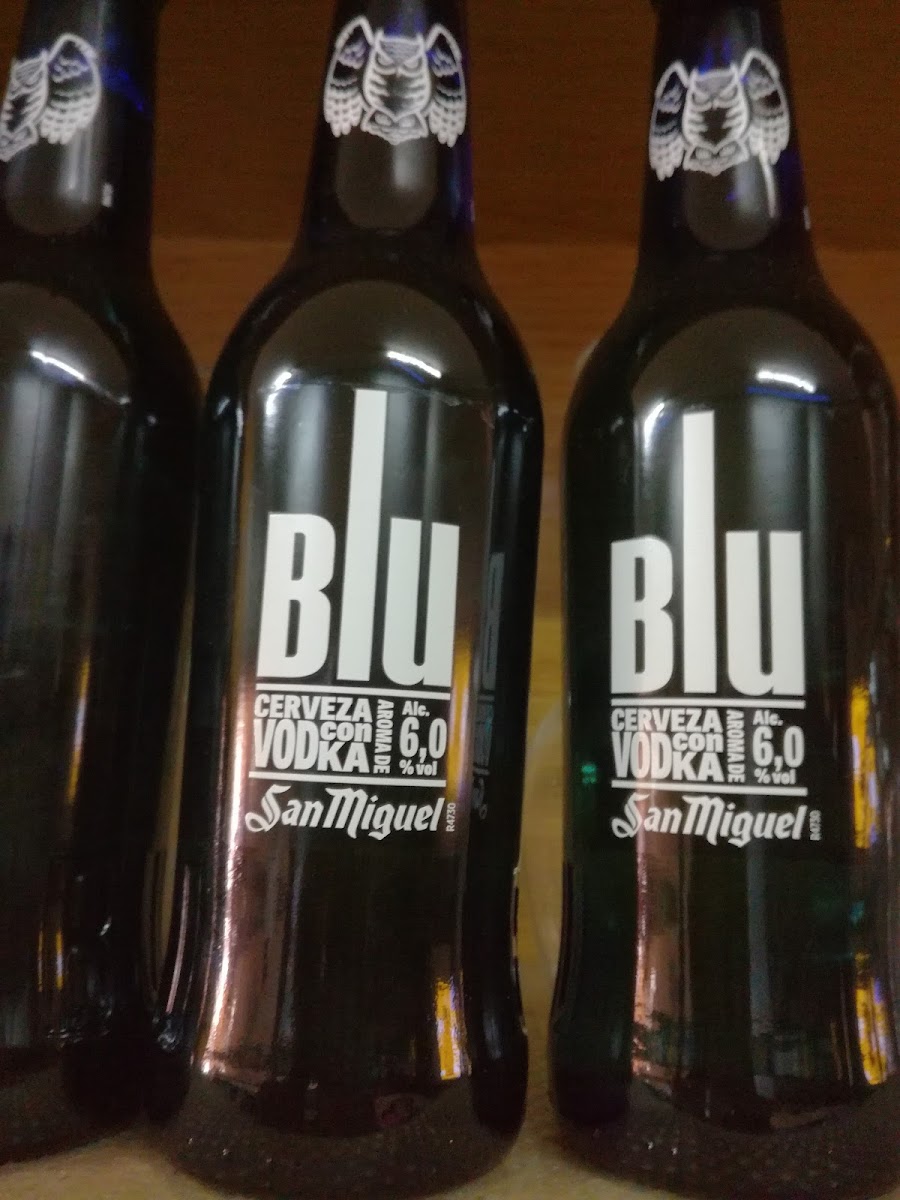 Blu
CERVEZA
con
VODKA
AROMA DE
Alc.
6,0
% vol
San Miguel
R4730
Blu
CERVEZA
con
VODKA
AROMA DE
Alc.
6,0
% vol
San Miguel
R4730